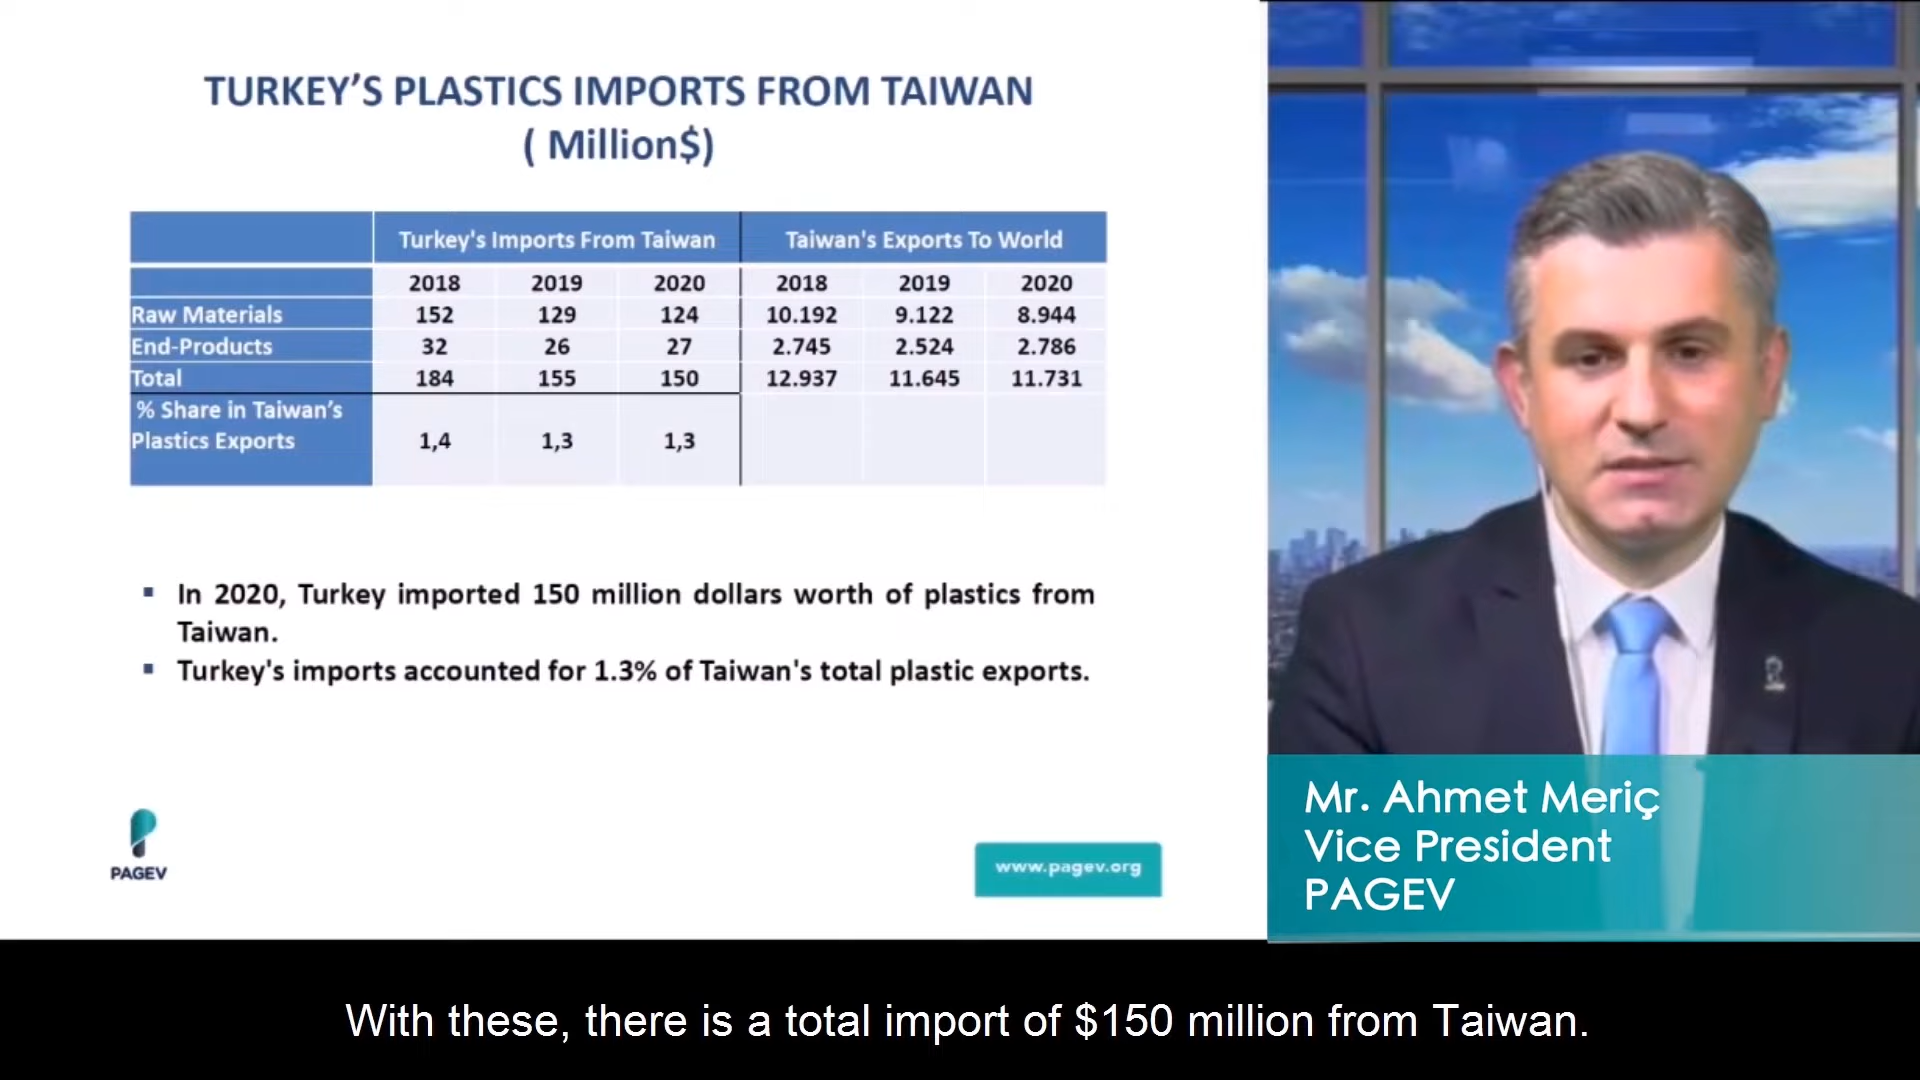 TURKEY’S PLASTICS IMPORTS FROM TAIWAN
( Million$)
Turkey's Imports From Taiwan Taiwan's Exports To World
2018 2019 2020 2018 2019 2020
Raw Materials 152 129 124 10.192 9.122 8.944
End-Products 32 26 27 2.745 2.524 2.786
Total 184 155 150 12.937 11.645 11.731
% Share in Taiwan’s
Plastics Exports 1,4 1,3 1,3
In 2020, Turkey imported 150 million dollars worth of plastics from
Taiwan.
Turkey's imports accounted for 1.3% of Taiwan's total plastic exports.
PAGEV
www.pagev.org
Mr. Ahmet Meriç
Vice President
PAGEV
With these, there is a total import of $150 million from Taiwan.